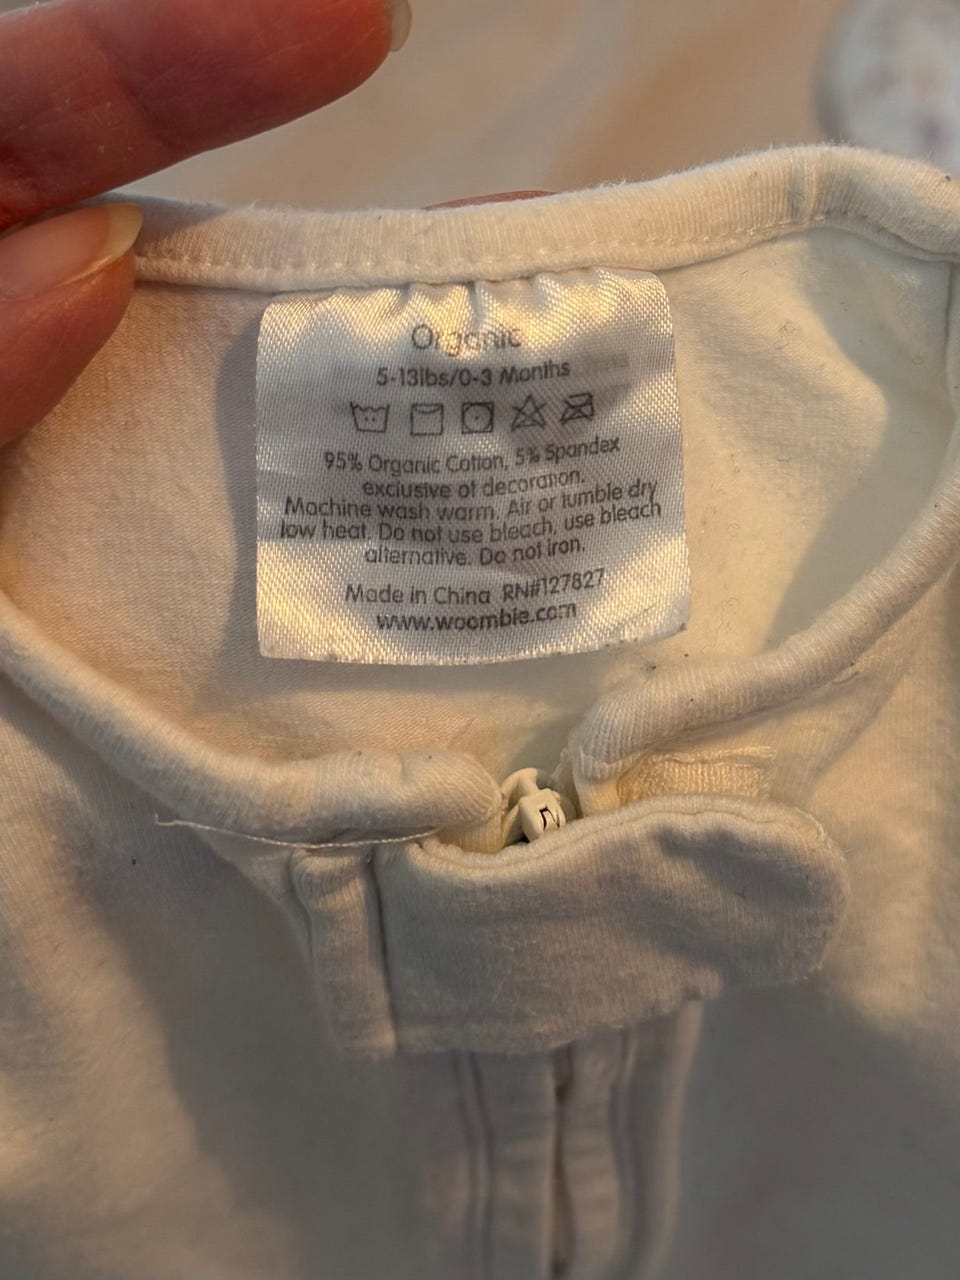 Organic
5-13lbs/0-3 Months
95% Organic Cotton, 5% Spandex
exclusive of decoration.
Machine wash warm, Air or tumble dry
low heat. Do not use bleach, use bleach
alternative. Do not iron.
Made in China RN#127827
www.woombie.com